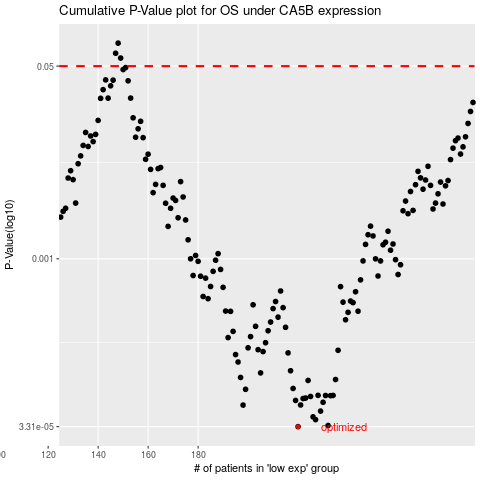 Cumulative P-Value plot for OS under CA5B expression
0.05
0.001
3.31e-05
optimized
P-Value(log10)
00 120 140 160 180
# of patients in 'low exp' group